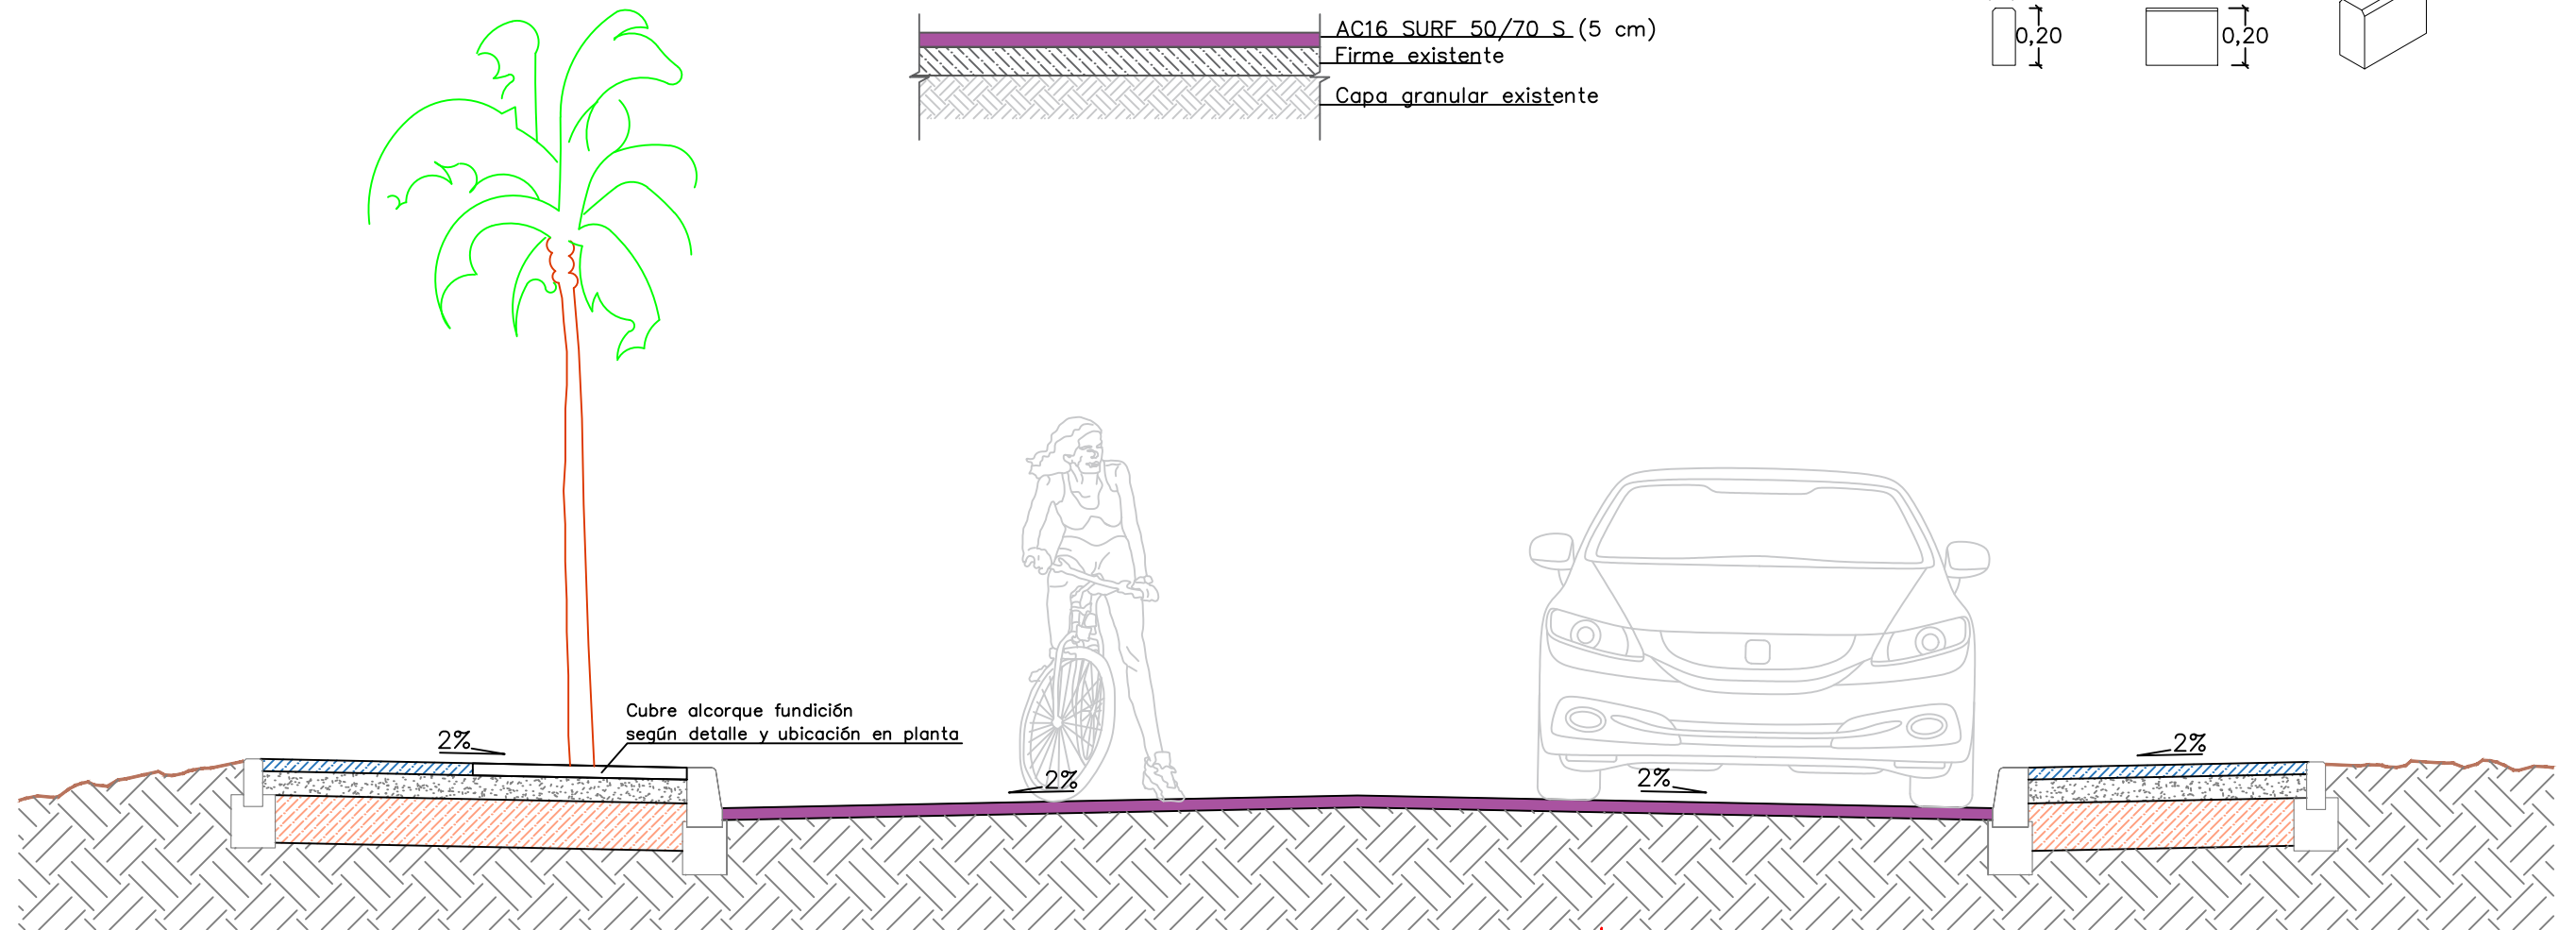 AC16 SURF 50/70 S (5 cm)
Firme existente
Capa granular existente
0,20
0,20
Cubre alcorque fundición
según detalle y ubicación en planta
2%
2%
2%
2%